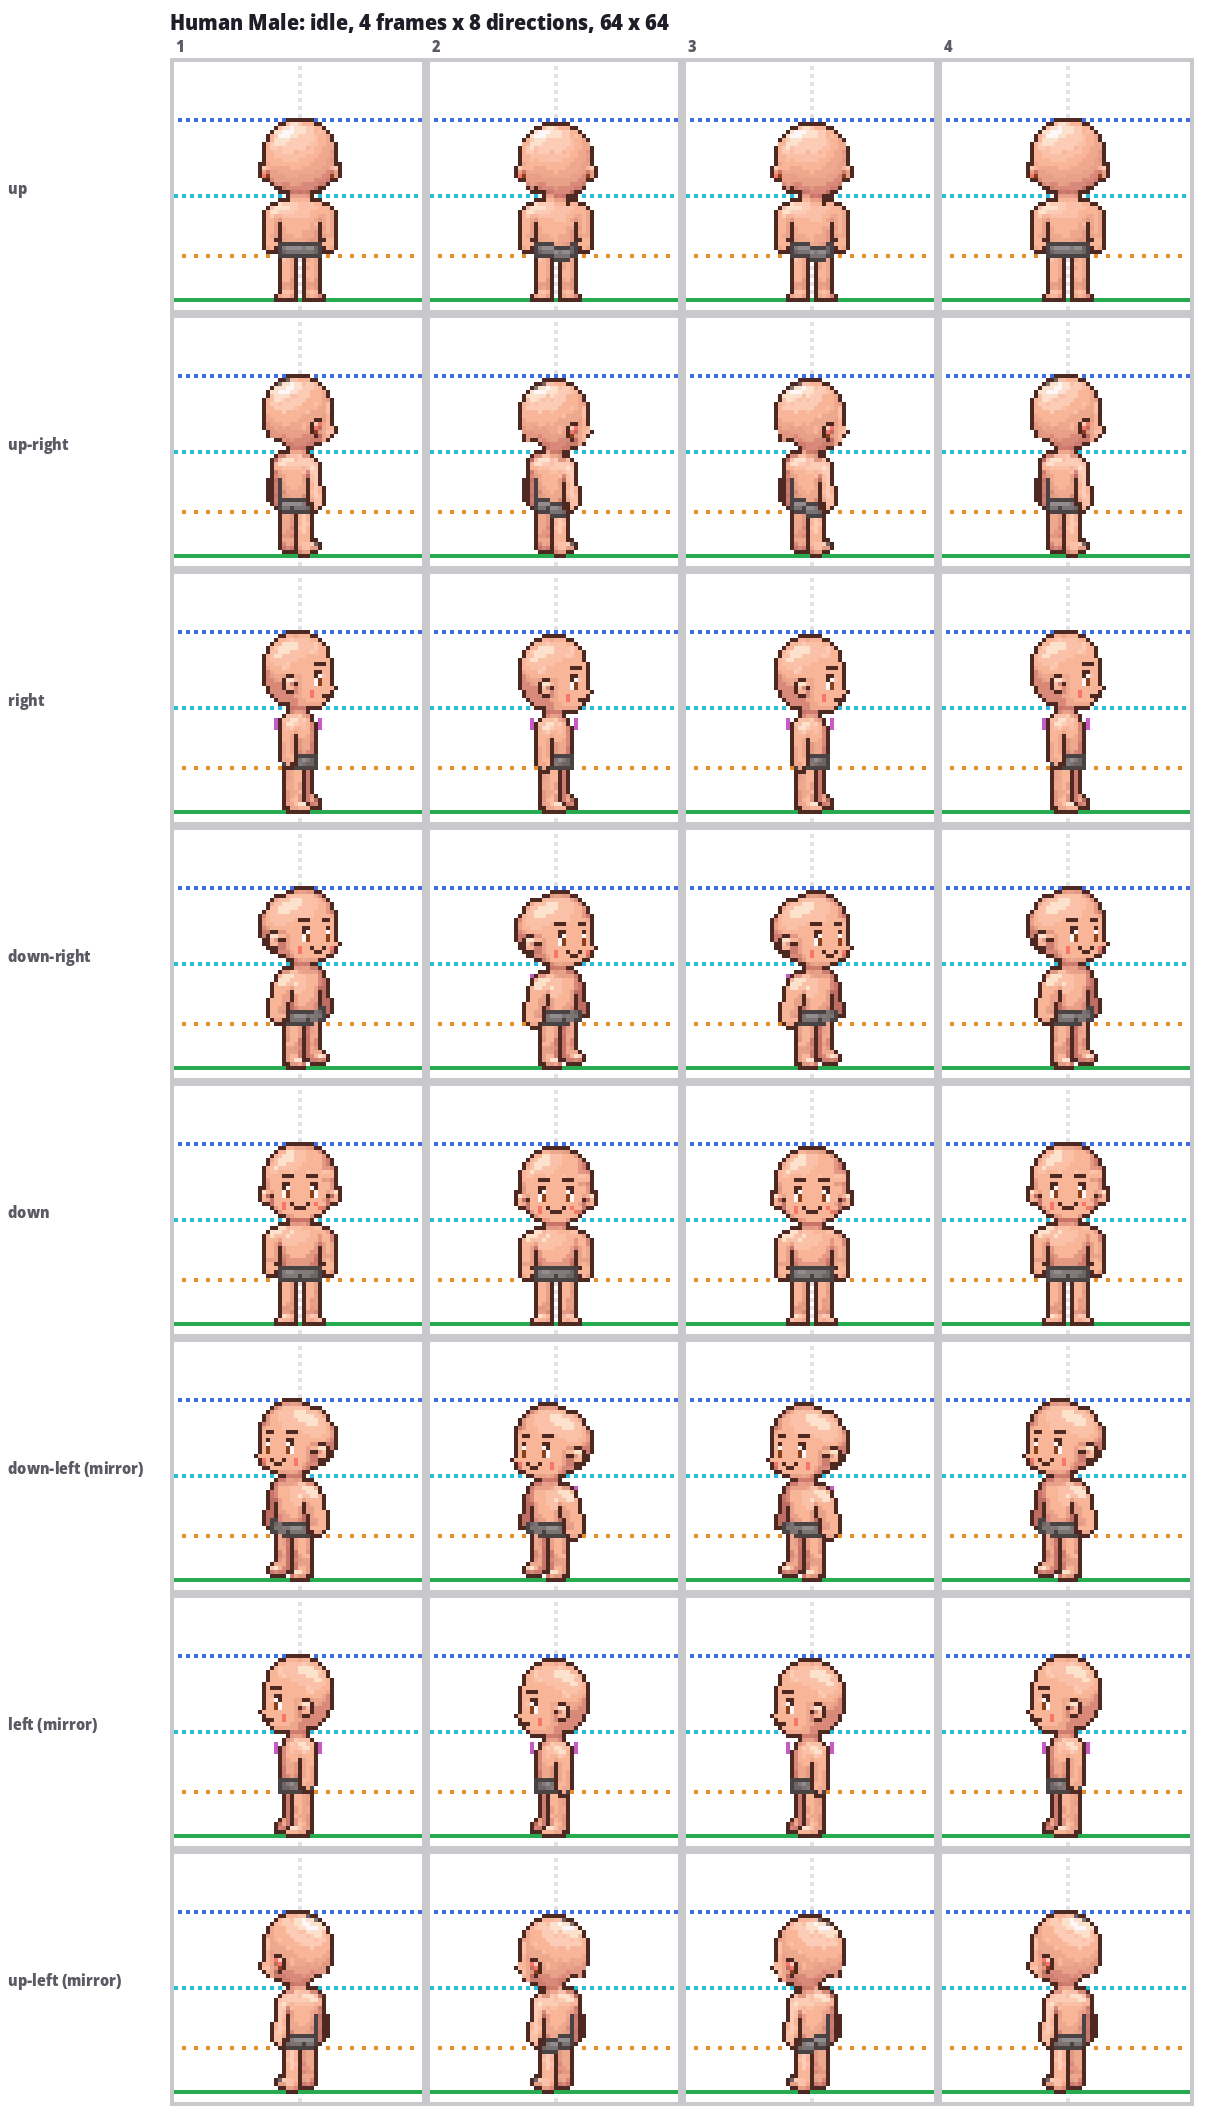 Human Male: idle, 4 frames x 8 directions, 64 x 64
1 2 3 4
up
up-right
right
down-right
down
down-left (mirror)
left (mirror)
up-left (mirror)